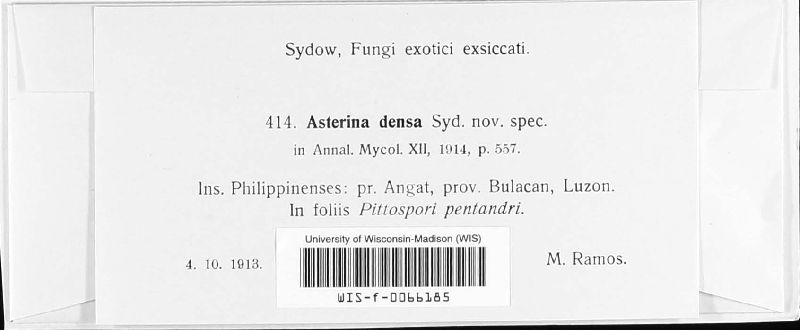 Sydow, Fungi exotici exsiccati.
414. Asterina densa Syd. nov. spec.
in Annal. Mycol. XII, 1914, p. 557.
Ins. Philippinenses: pr. Angat, prov. Bulacan, Luzon.
In foliis Pittospori pentandri.
4. 10. 1913.
University of Wisconsin-Madison (WIS)
WIS-f-0066185
M. Ramos.